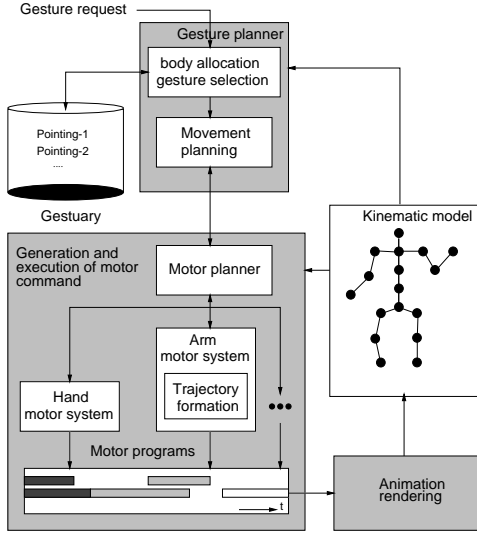 Gesture request
Gesture planner
body allocation
gesture selection
Pointing-1
Pointing-2
....
Movement
planning
Gestuary
Kinematic model
Generation and
execution of motor
command
Motor planner
Arm
motor system
Trajectory
formation
Hand
motor system
Motor programs
t
Animation
rendering